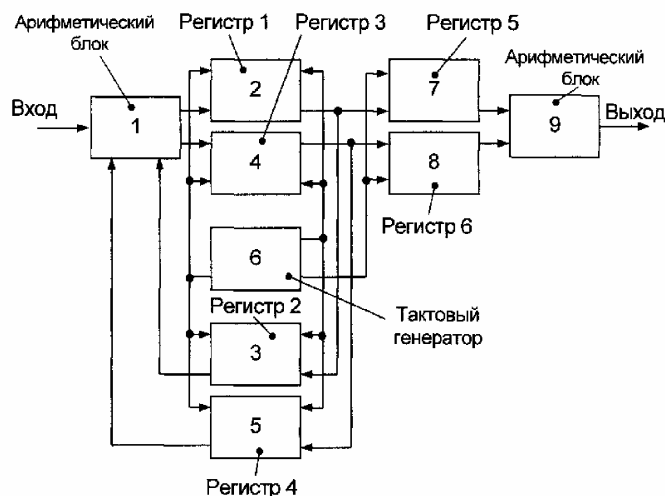 Регистр 1
Регистр 3
Регистр 5
Арифметический
блок
Арифметический
блок
Вход
1
2
7
9
Выход
4
8
Регистр 6
6
Тактовый
генератор
Регистр 2
3
5
Регистр 4